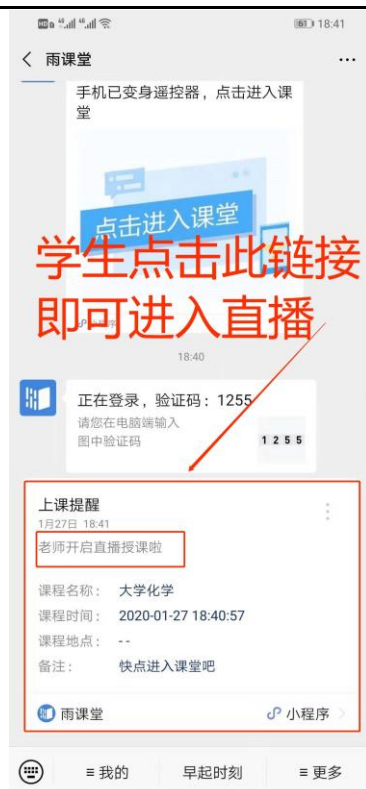 18:41
雨课堂
手机已变身遥控器，点击进入课
堂
点击进入课堂
学生点击此链接
即可进入直播
18:40
正在登录，验证码：1255
请您在电脑端输入
图中验证码
1 2 5 5
上课提醒
1月27日 18:41
老师开启直播授课啦
课程名称： 大学化学
课程时间： 2020-01-27 18:40:57
课程地点： --
备注： 快点进入课堂吧
雨课堂 小程序
我的 早起时刻 更多